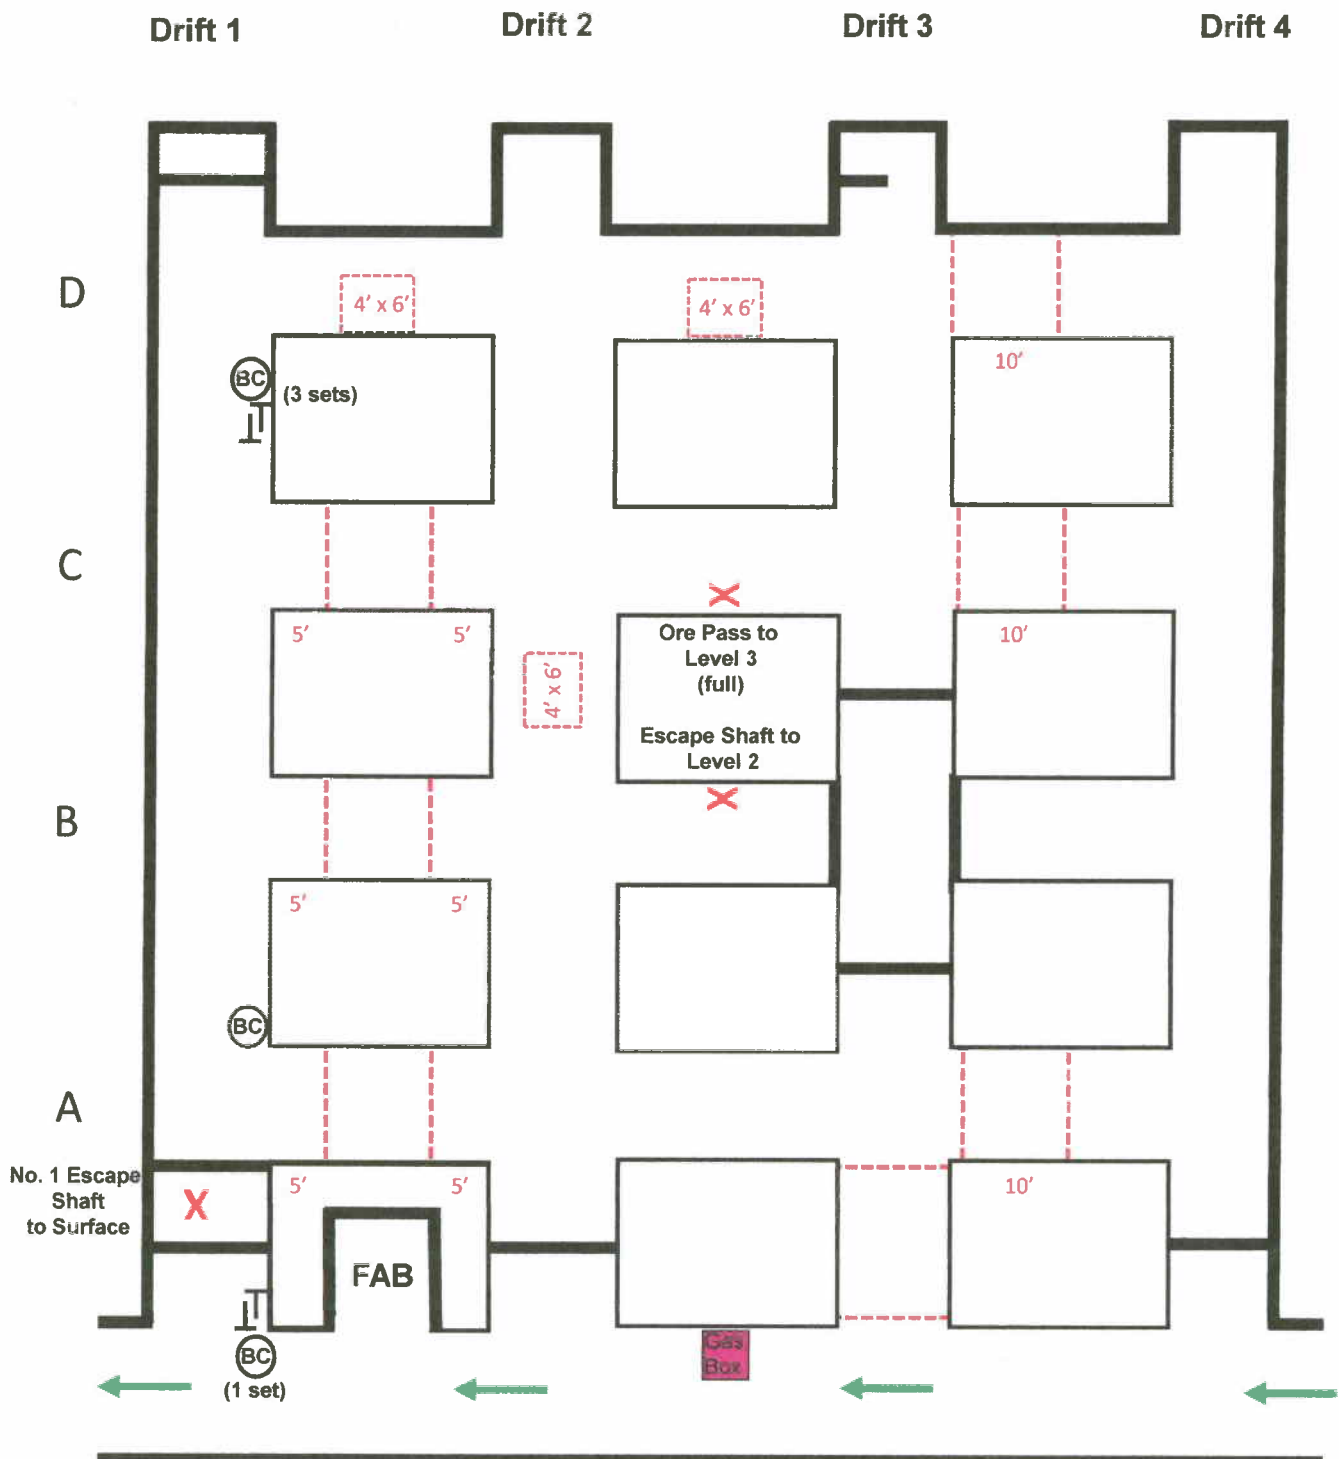 Drift 1
Drift 2
Drift 3
Drift 4
D
4' x 6'
4' x 6'
BC
(3 sets)
10'
C
5'
5'
4' x 6'
Ore Pass to
Level 3
(full)
Escape Shaft to
Level 2
10'
B
5'
5'
BC
A
No. 1 Escape
Shaft
to Surface
X
5'
5'
10'
FAB
BC
(1 set)
Gas
Box
X
X